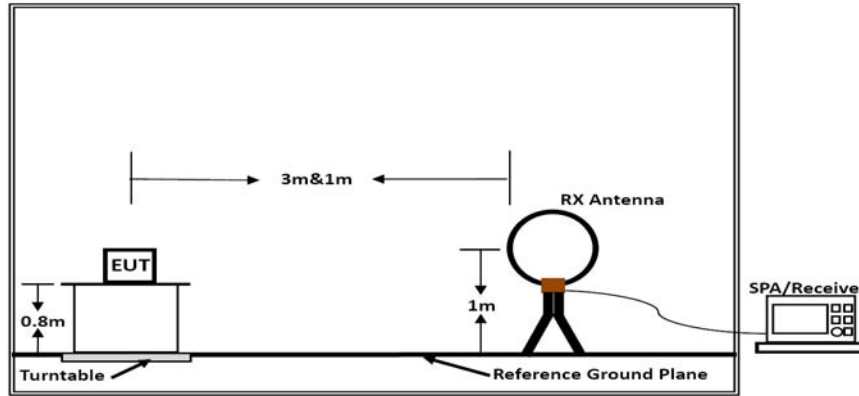 3m&1m
RX Antenna
EUT
SPA/Receive
1m
0.8m
Turntable
Reference Ground Plane